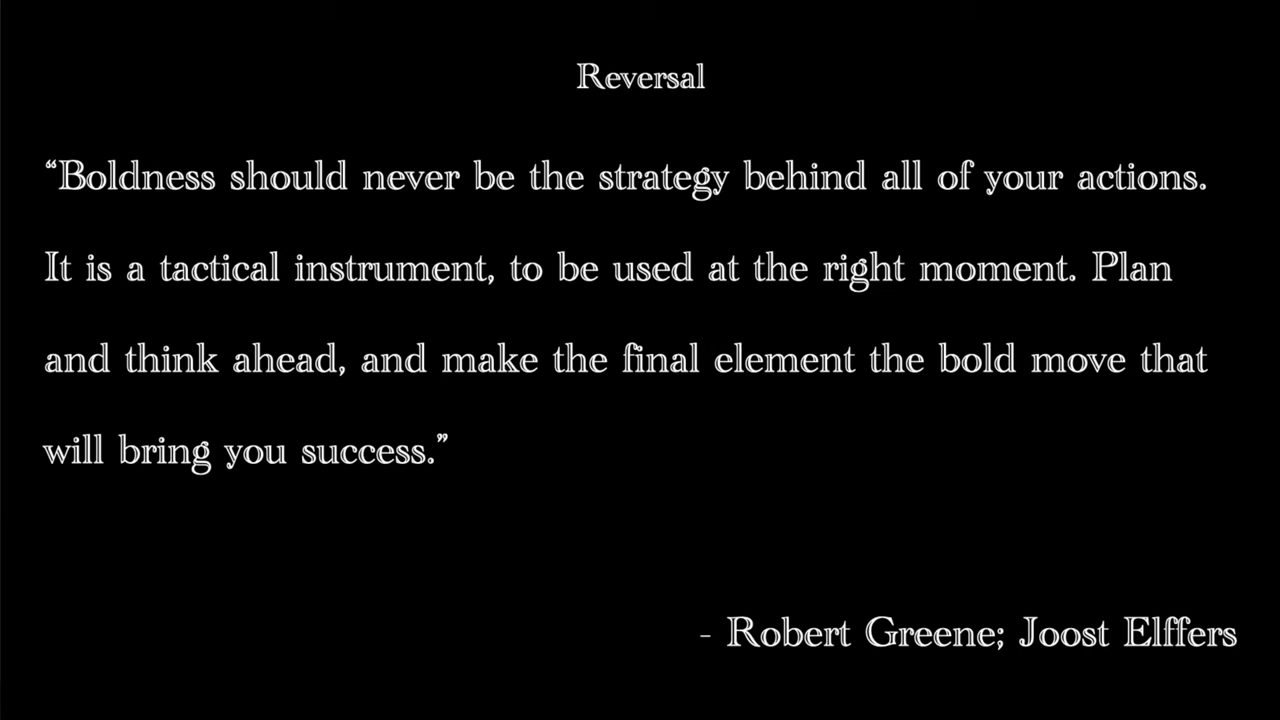 Reversal
“Boldness should never be the strategy behind all of your actions.
It is a tactical instrument, to be used at the right moment. Plan
and think ahead, and make the final element the bold move that
will bring you success.”
- Robert Greene; Joost Elffers